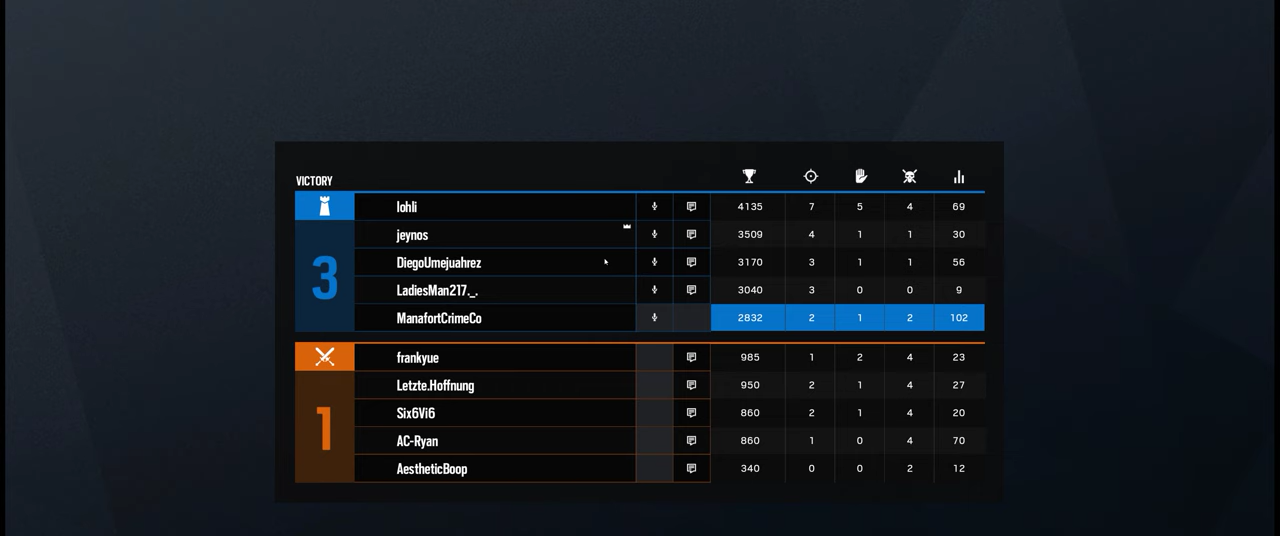 VICTORY
lohli 4135 7 5 4 69
jeynos 3509 4 1 1 30
3
DiegoUmejuahrez 3170 3 1 1 56
LadiesMan217._. 3040 3 0 0 9
ManafortCrimeCo 2832 2 1 2 102
frankyue 985 1 2 4 23
Letzte.Hoffnung 950 2 1 4 27
Six6Vi6 860 2 1 4 20
1
AC-Ryan 860 1 0 4 70
AestheticBoop 340 0 0 2 12